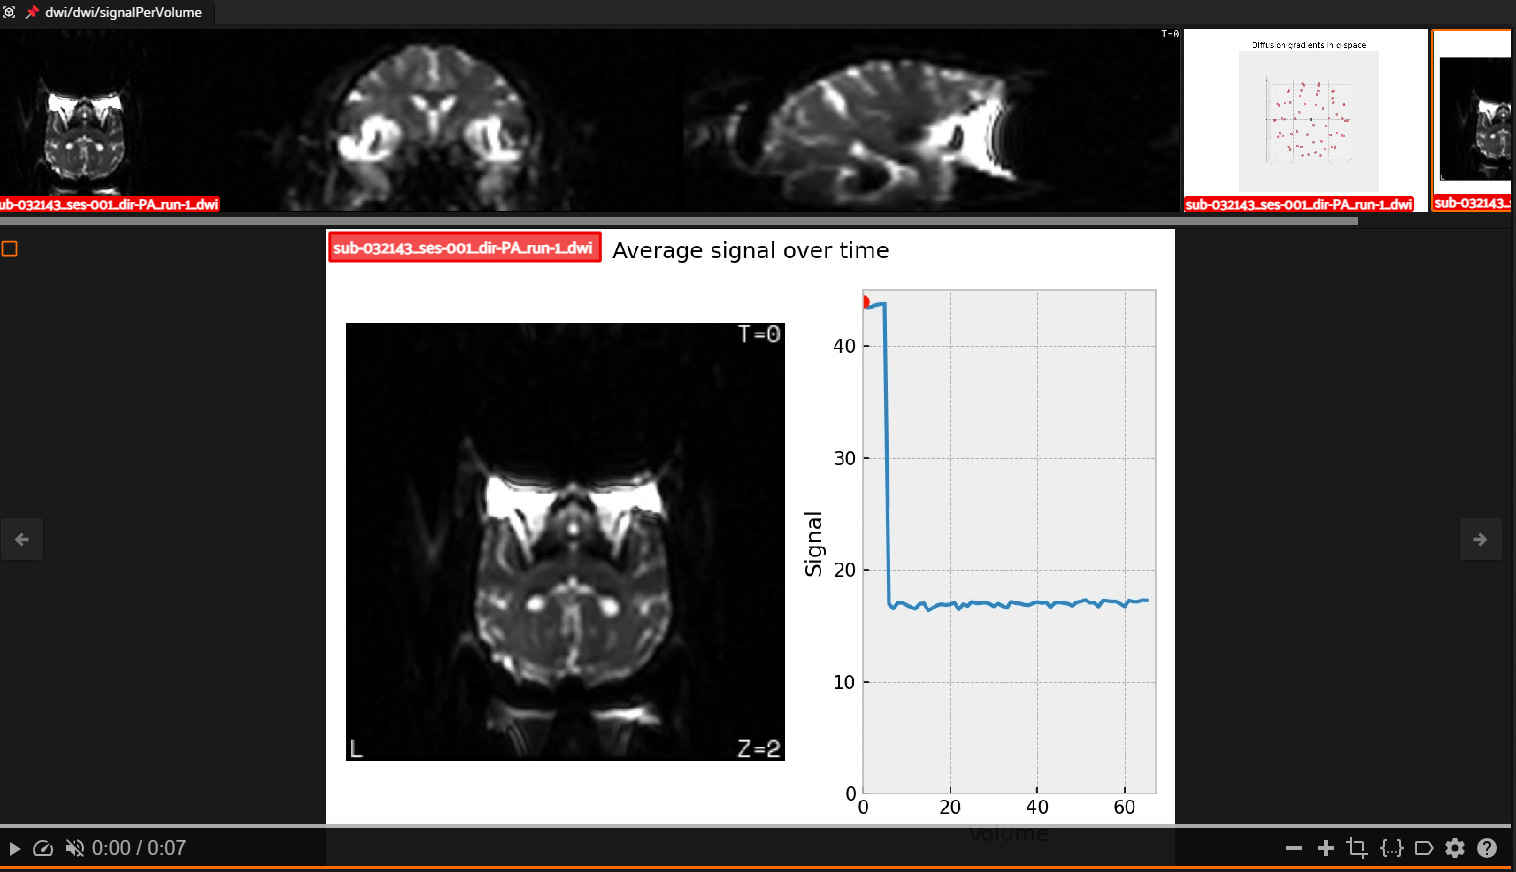 dwi/dwi/signalPerVolume
T=0
Diffusion gradients in q-space
ub-032143_ses-001_dir-PA_run-1_dwi
sub-032143_ses-001_dir-PA_run-1_dwi
sub-032143_s
sub-032143_ses-001_dir-PA_run-1_dwi
Average signal over time
T=0
L
Z=2
Signal
40
30
20
10
0
0 20 40 60
Volume
0:00 / 0:07
{...}
?